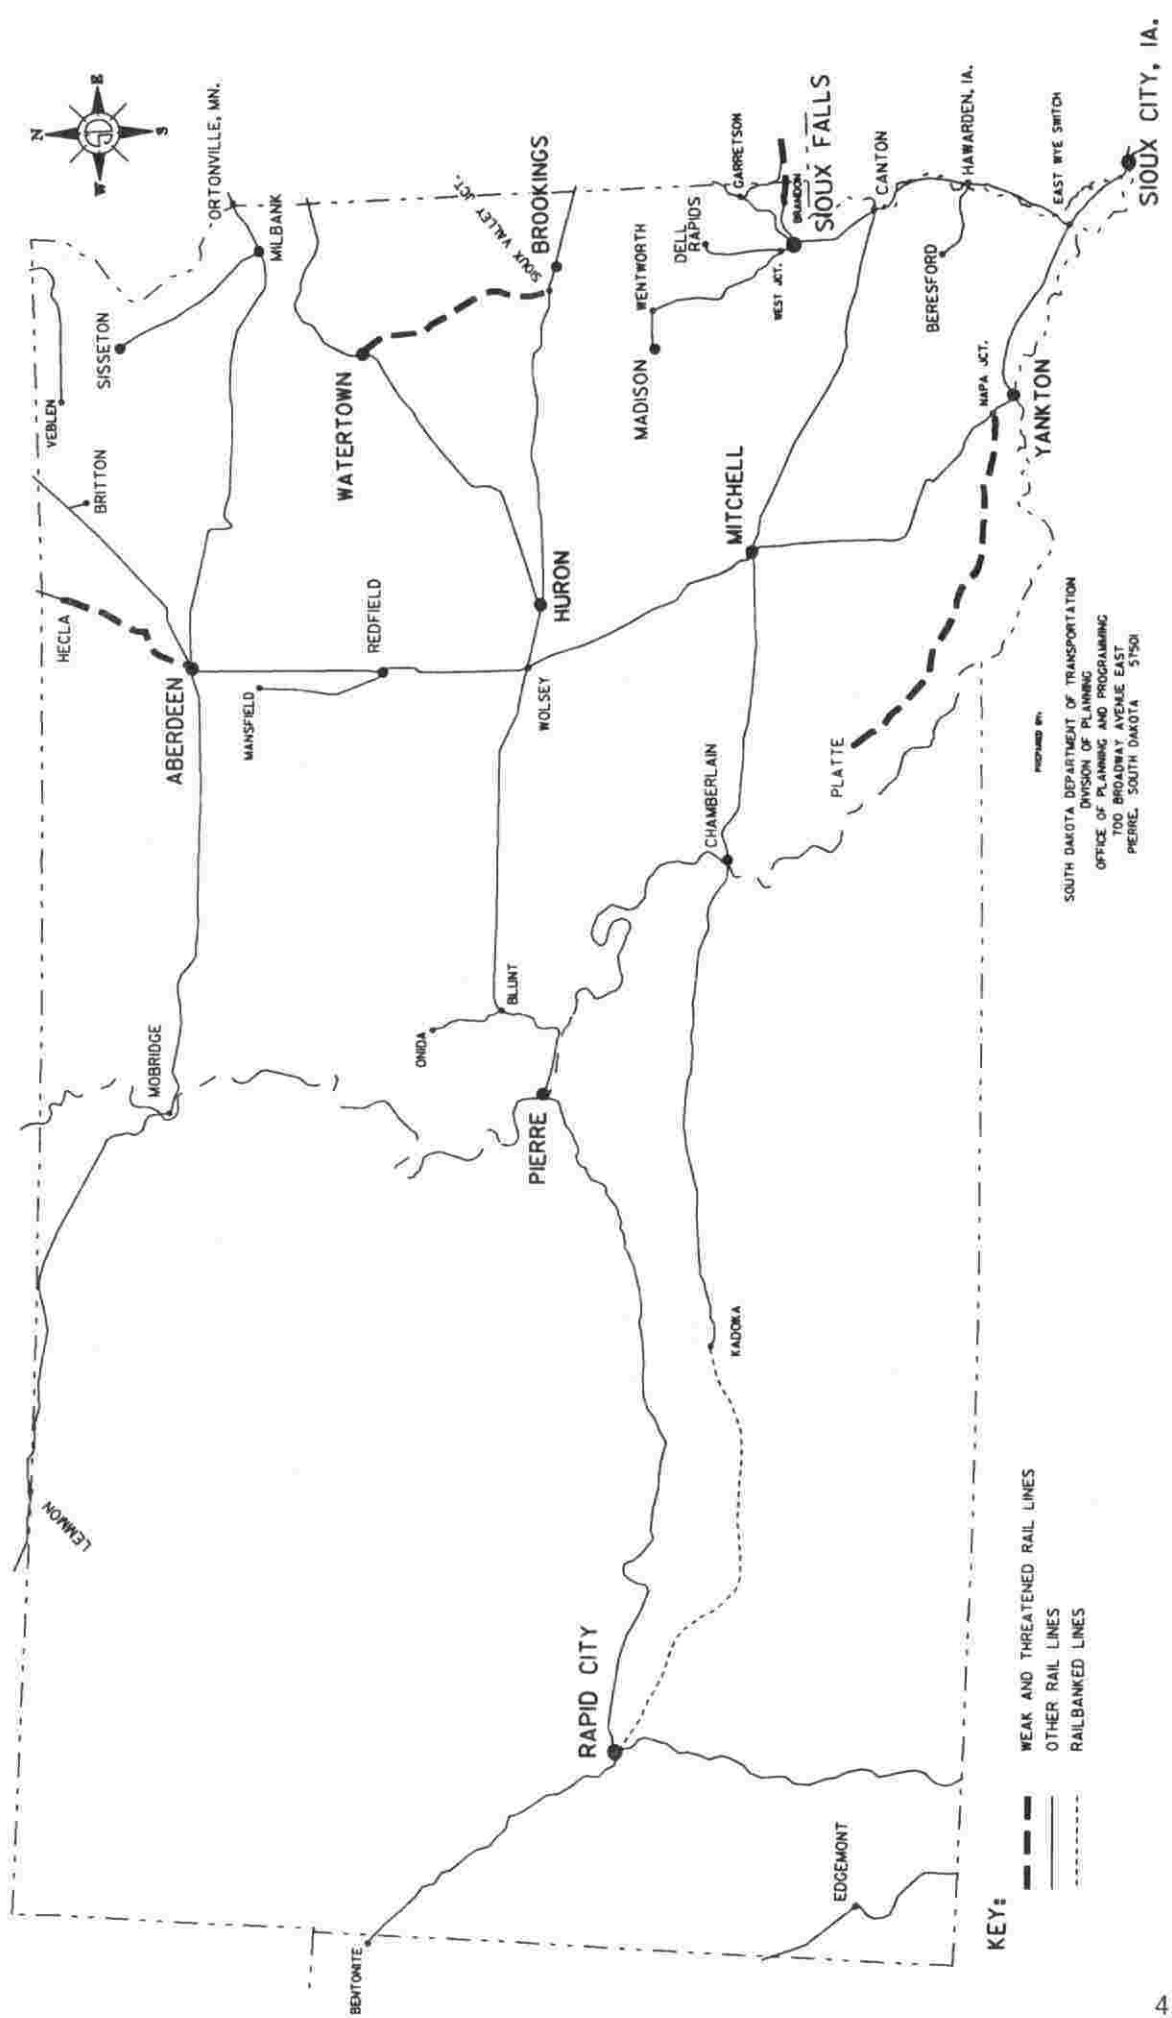 N
W
E
S
LEMMON
MOBRIDGE
HECLA
BRITTON
VEBLEN
SISSETON
ORTONVILLE, MN.
MILBANK
ABERDEEN
MANSFIELD
REDFIELD
WATERTOWN
SIOUX VALLEY JCT.
BROOKINGS
BENTONITE
ONIDA
BLUNT
PIERRE
WOLSEY
HURON
RAPID CITY
KADOKA
CHAMBERLAIN
MITCHELL
MADISON
WENTWORTH
DELL
RAPIDS
GARRETSON
BRANDON
WEST JCT.
SIOUX FALLS
EDGEMONT
PLATTE
CANTON
BERESFORD
HAWARDEN, IA.
NAPA JCT.
YANKTON
EAST WYE SWITCH
SIOUX CITY, IA.
KEY:
WEAK AND THREATENED RAIL LINES
OTHER RAIL LINES
RAILBANKED LINES
PREPARED BY:
SOUTH DAKOTA DEPARTMENT OF TRANSPORTATION
DIVISION OF PLANNING
OFFICE OF PLANNING AND PROGRAMMING
700 BROADWAY AVENUE EAST
PIERRE, SOUTH DAKOTA 57501
4